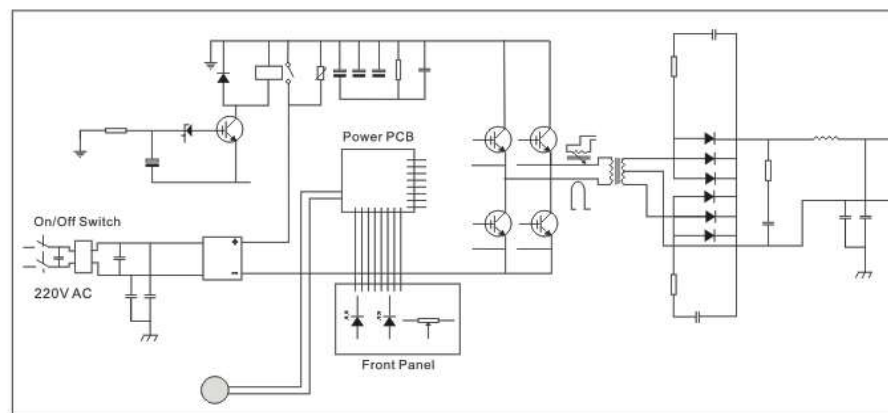 Power PCB
On/Off Switch
+
-
220V AC
Front Panel